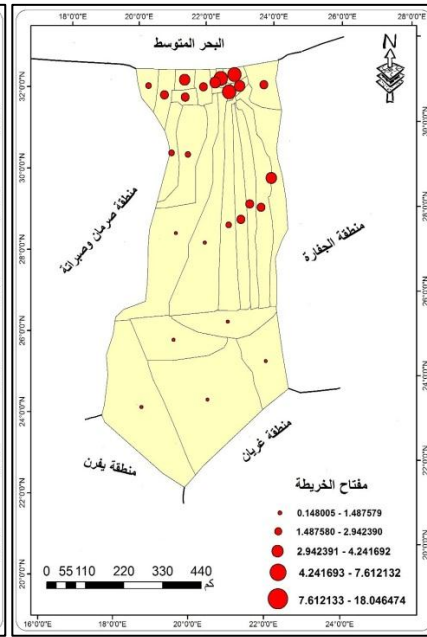 18°0'0"E 20°0'0"E 22°0'0"E 24°0'0"E 26°0'0"E 28°0'0"E
البحر المتوسط
N
32°0'0"N
30°0'0"N
28°0'0"N
26°0'0"N
24°0'0"N
22°0'0"N
20°0'0"N
منطقة صرمان وصبراتة
منطقة الجفارة
منطقة غريان
منطقة يفرن
مفتاح الخريطة
0.148005 - 1.487579
1.487580 - 2.942390
2.942391 - 4.241692
4.241693 - 7.612132
7.612133 - 18.046474
0 55 110 220 330 440
كم
16°0'0"E 18°0'0"E 20°0'0"E 22°0'0"E 24°0'0"E